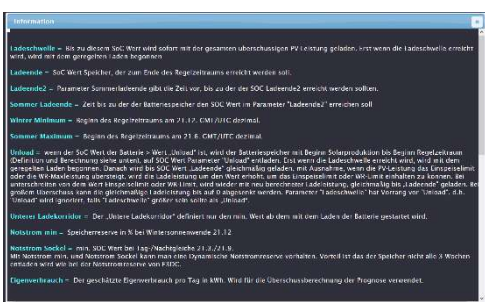 Information
Ladeschwelle = Bis zu diesem SoC Wert wird sofort mit der gesamten überschüssigen PV Leistung geladen. Erst wenn die Ladeschwelle erreicht
wird, wird mit dem geregelten Laden begonnen
Ladeende = SoC Wert Speicher, der zum Ende des Regelzeitraums erreicht werden soll.
Ladeende2 = Parameter Sommerladeende gibt die Zeit vor, bis zu der der SOC Ladeende2 erreicht werden sollten.
Sommer Ladeende = Zeit bis zu der der Batteriespeicher den SOC Wert im Parameter "Ladeende2" erreichen soll
Winter Minimum = Beginn des Regelzeitraums am 21.12. GMT/UTC dezimal.
Sommer Maximum = Beginn des Regelzeitraums am 21.6. GMT/UTC dezimal.
Unload = wenn der SoC Wert der Batterie > Wert „Unload" ist, wird der Batteriespeicher mit Beginn Solarproduktion bis Beginn Regelzeitraum
(Definition und Berechnung siehe unten), auf SOC Wert Parameter "Unload" entladen. Erst wenn die Ladeschwelle erreicht wird, wird mit dem
geregelten Laden begonnen. Danach wird bis SOC Wert „Ladeende" gleichmäßig geladen, mit Ausnahme, wenn die PV-Leistung das Einspeiselimit
oder die WR-Maxleistung übersteigt, wird die Ladeleistung um den Wert erhöht, um das Einspeiselimit oder WR-Limit einhalten zu können. Bei
unterschreiten von dem Wert Einspeiselimit oder WR-Limit, wird wieder mit neu berechneter Ladeleistung, gleichmäßig bis „Ladeende" geladen. Bei
großem Überschuss kann die gleichmäßige Ladeleistung bis auf 0 abgesenkt werden. Parameter "Ladeschwelle" hat Vorrang vor "Unload", d.h.
"Unload" wird ignoriert, falls "Ladeschwelle" größer sein sollte als „Unload".
Unterer Ladekorridor = Der „Untere Ladekorridor" definiert nur den min. Wert ab dem mit dem Laden der Batterie gestartet wird.
Notstrom min = Speicherreserve in % bei Wintersonnenwende 21.12
Notstrom Sockel = min. SOC Wert bei Tag-/Nachtgleiche 21.3./21.9.
Mit Notstrom min. und Notstrom Sockel kann man eine Dynamische Notstromreserve vorhalten. Vorteil ist das der Speicher nicht alle 3 Wochen
entladen wird wie bei der Notstromreserve von E3DC.
Eigenverbrauch = Der geschätzte Eigenverbrauch pro Tag in kWh. Wird für die Überschussberechnung der Prognose verwendet.